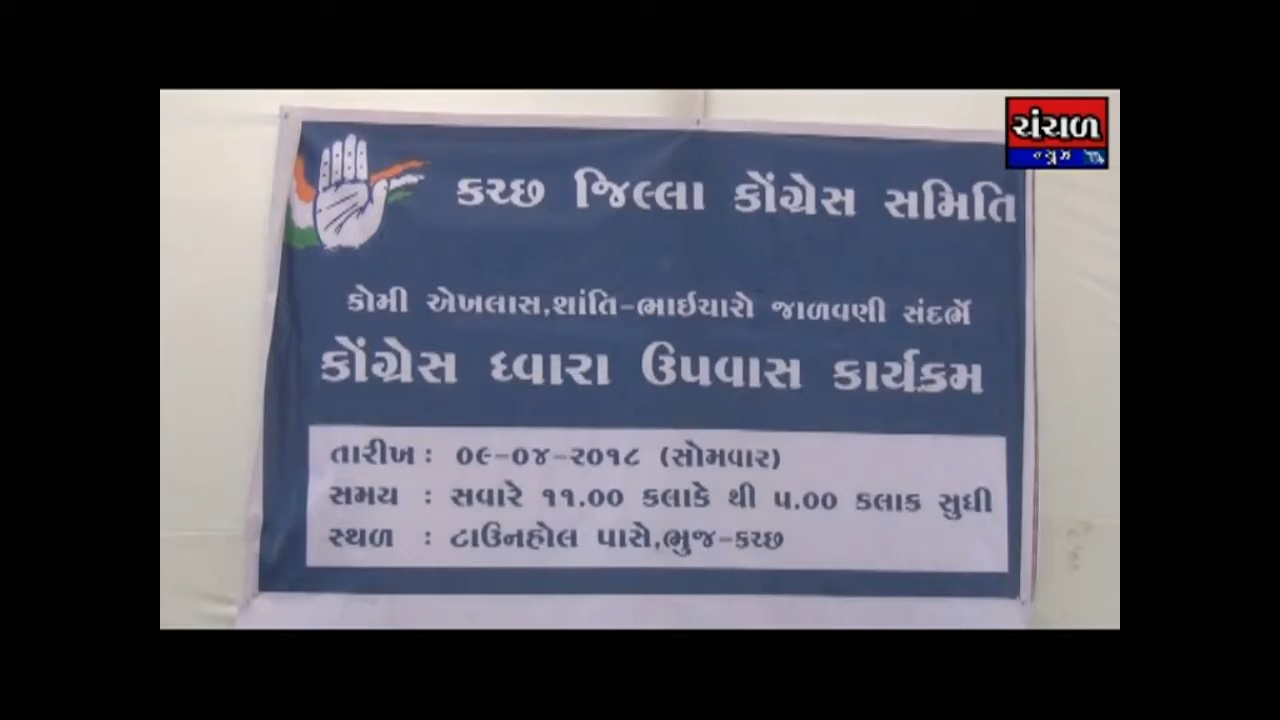 ચંચળ
ન્યુઝ
કચ્છ જિલ્લા કોંગ્રેસ સમિતિ
કોમી એખલાસ,શાંતિ-ભાઈચારો જાળવણી સંદર્ભે
કોંગ્રેસ ધ્વારા ઉપવાસ કાર્યક્રમ
તારીખ : ૦૯-૦૪-૨૦૧૮ (સોમવાર)
સમય : સવારે ૧૧.૦૦ કલાકે થી ૫.૦૦ કલાક સુધી
સ્થળ : ટાઉનહોલ પાસે,ભુજ-કચ્છ